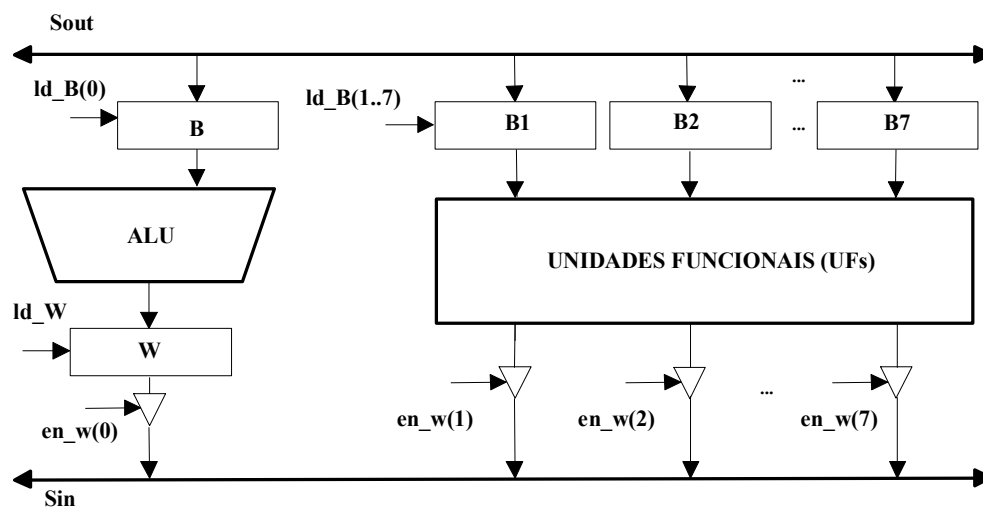 Sout
ld_B(0)
B
ld_B(1..7)
B1
B2
...
...
B7
ALU
UNIDADES FUNCIONAIS (UFs)
ld_W
W
en_w(0)
en_w(1)
en_w(2)
...
en_w(7)
Sin